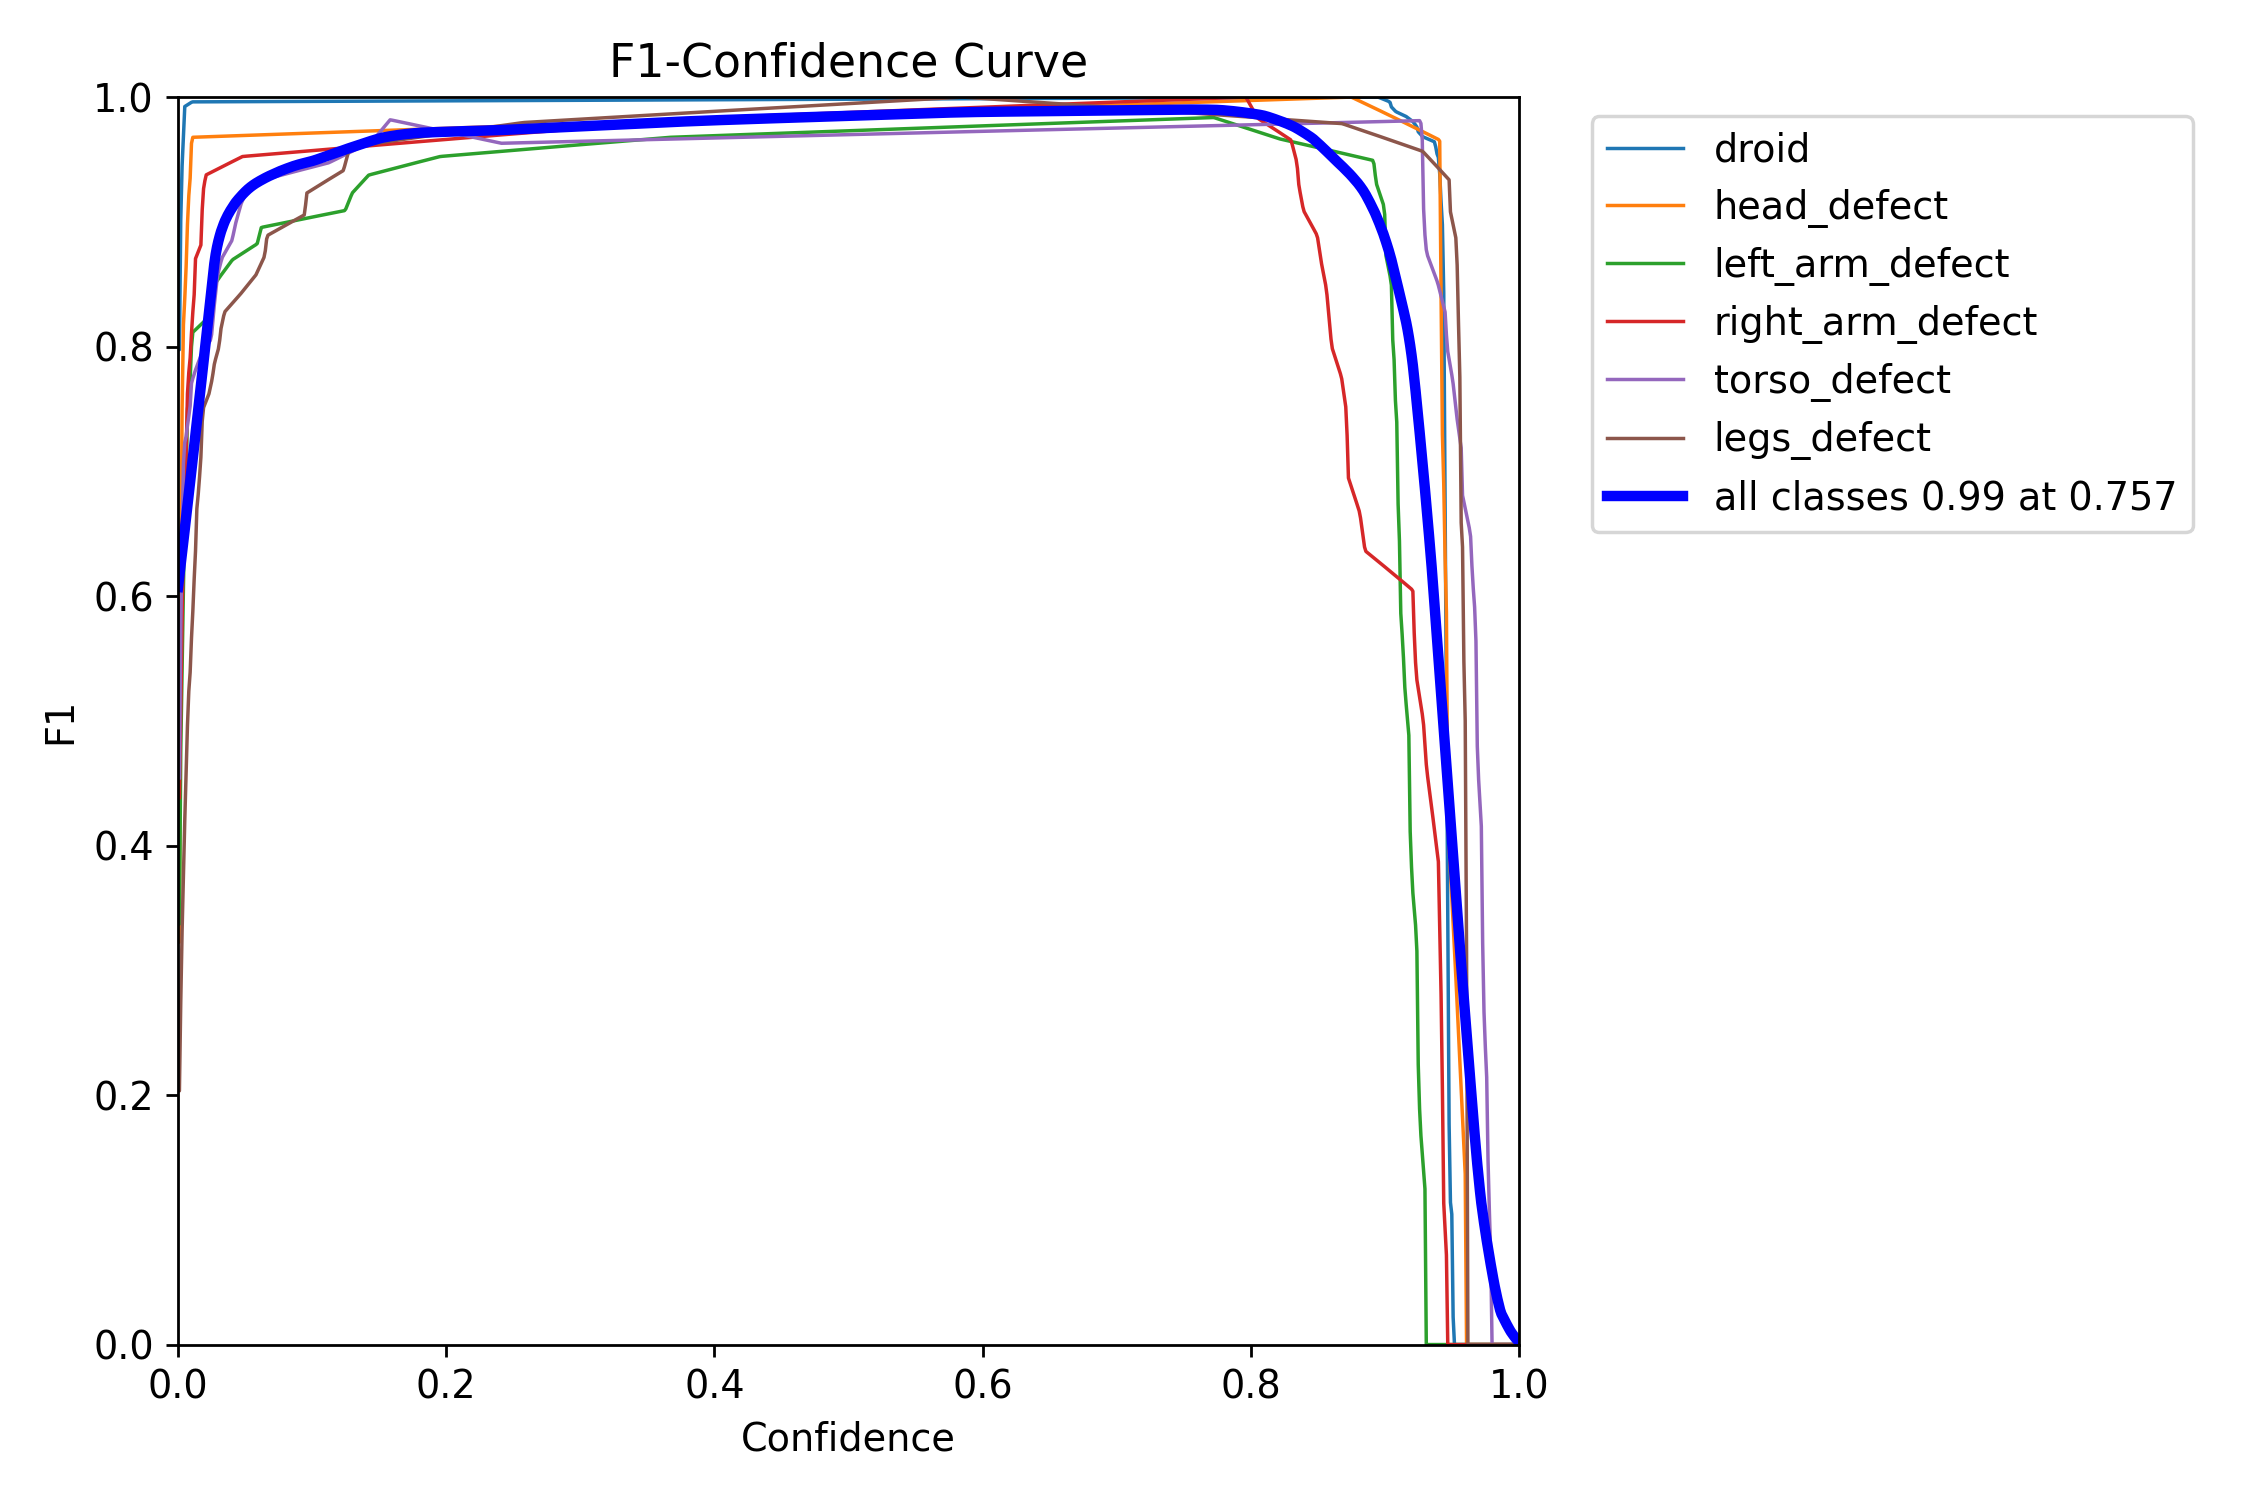 F1-Confidence Curve
1.0
0.8
0.6
0.4
0.2
0.0
F1
0.0 0.2 0.4 0.6 0.8 1.0
Confidence
droid
head_defect
left_arm_defect
right_arm_defect
torso_defect
legs_defect
all classes 0.99 at 0.757